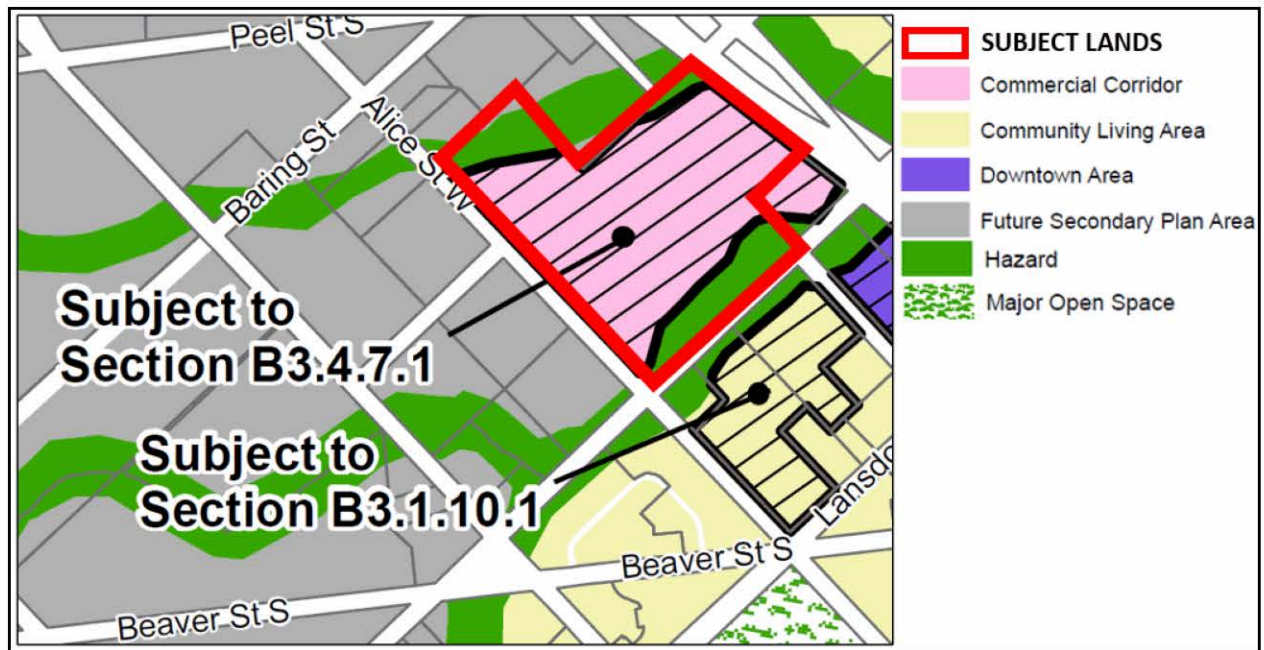 Peel St S
Baring St
Alice St W
Subject to
Section B3.4.7.1
Subject to
Section B3.1.10.1
Lansdo
Beaver St S
Beaver St S
SUBJECT LANDS
Commercial Corridor
Community Living Area
Downtown Area
Future Secondary Plan Area
Hazard
Major Open Space